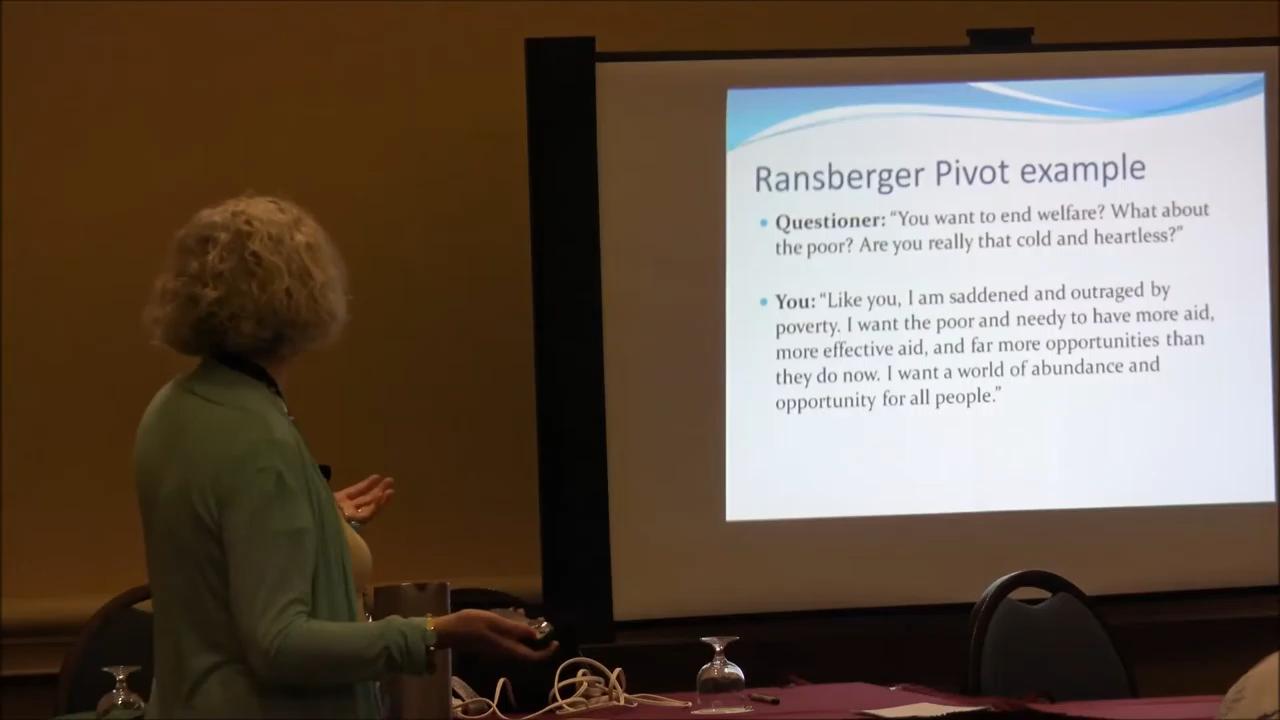 Ransberger Pivot example
• Questioner: “You want to end welfare? What about
the poor? Are you really that cold and heartless?”
• You: “Like you, I am saddened and outraged by
poverty. I want the poor and needy to have more aid,
more effective aid, and far more opportunities than
they do now. I want a world of abundance and
opportunity for all people.”